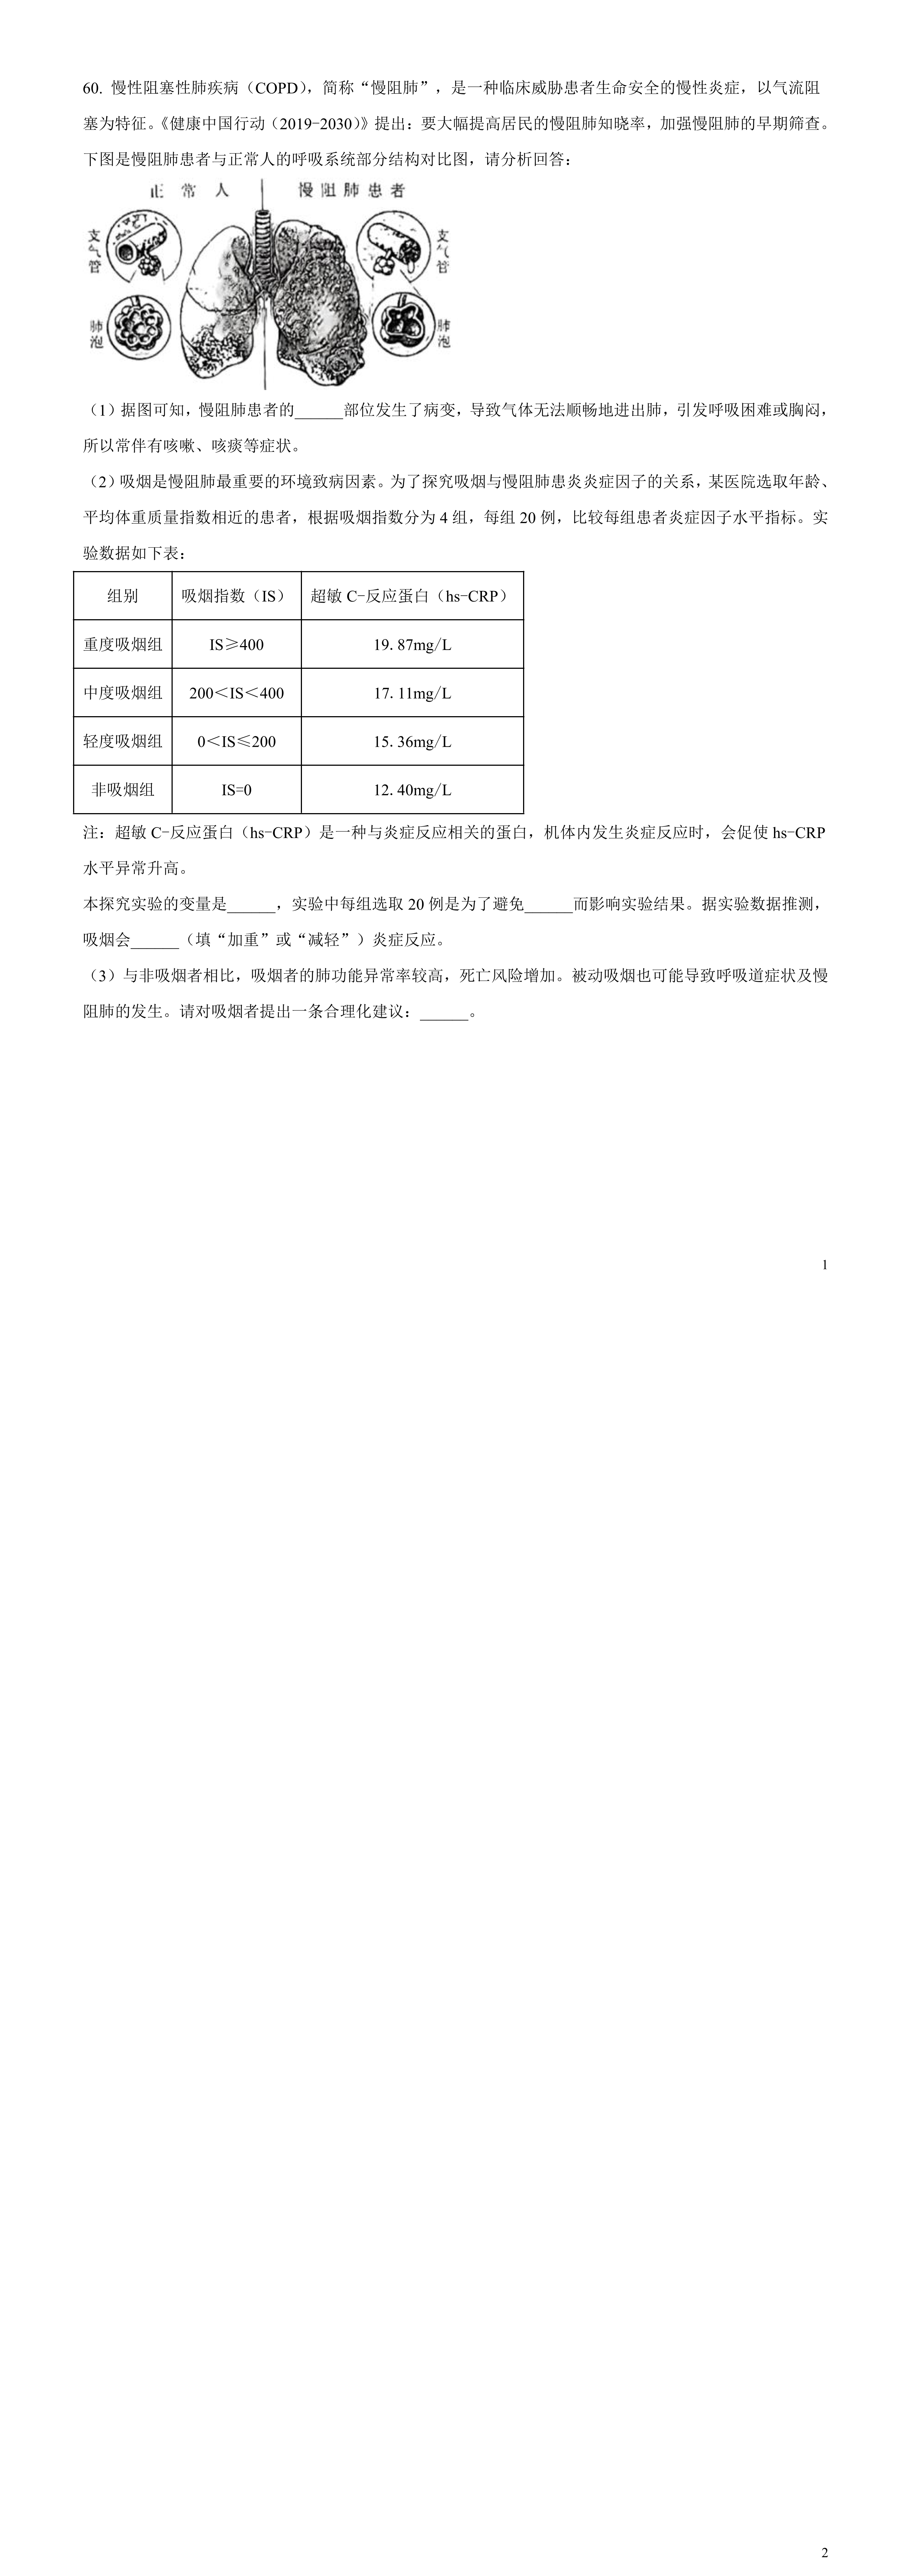 60. 慢性阻塞性肺疾病（COPD），简称“慢阻肺”，是一种临床威胁患者生命安全的慢性炎症，以气流阻
塞为特征。《健康中国行动（2019-2030）》提出：要大幅提高居民的慢阻肺知晓率，加强慢阻肺的早期筛查。
下图是慢阻肺患者与正常人的呼吸系统部分结构对比图，请分析回答：
正常人 慢阻肺患者
支气管 支气管
肺泡 肺泡
（1）据图可知，慢阻肺患者的______部位发生了病变，导致气体无法顺畅地进出肺，引发呼吸困难或胸闷，
所以常伴有咳嗽、咳痰等症状。
（2）吸烟是慢阻肺最重要的环境致病因素。为了探究吸烟与慢阻肺患炎炎症因子的关系，某医院选取年龄、
平均体重质量指数相近的患者，根据吸烟指数分为 4 组，每组 20 例，比较每组患者炎症因子水平指标。实
验数据如下表：
组别 吸烟指数（IS） 超敏 C-反应蛋白（hs-CRP）
重度吸烟组 IS≥400 19. 87mg/L
中度吸烟组 200＜IS＜400 17. 11mg/L
轻度吸烟组 0＜IS≤200 15. 36mg/L
非吸烟组 IS=0 12. 40mg/L
注：超敏 C-反应蛋白（hs-CRP）是一种与炎症反应相关的蛋白，机体内发生炎症反应时，会促使 hs-CRP
水平异常升高。
本探究实验的变量是______，实验中每组选取 20 例是为了避免______而影响实验结果。据实验数据推测，
吸烟会______（填“加重”或“减轻”）炎症反应。
（3）与非吸烟者相比，吸烟者的肺功能异常率较高，死亡风险增加。被动吸烟也可能导致呼吸道症状及慢
阻肺的发生。请对吸烟者提出一条合理化建议：______。
1
2